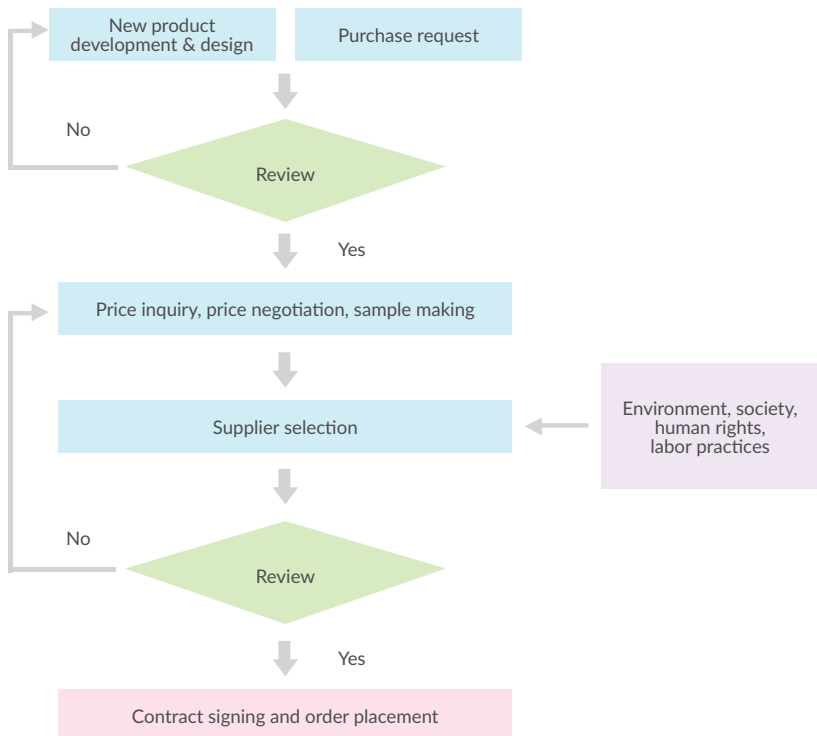 New product
development & design
Purchase request
No
Review
Yes
Price inquiry, price negotiation, sample making
Supplier selection
Environment, society,
human rights,
labor practices
No
Review
Yes
Contract signing and order placement